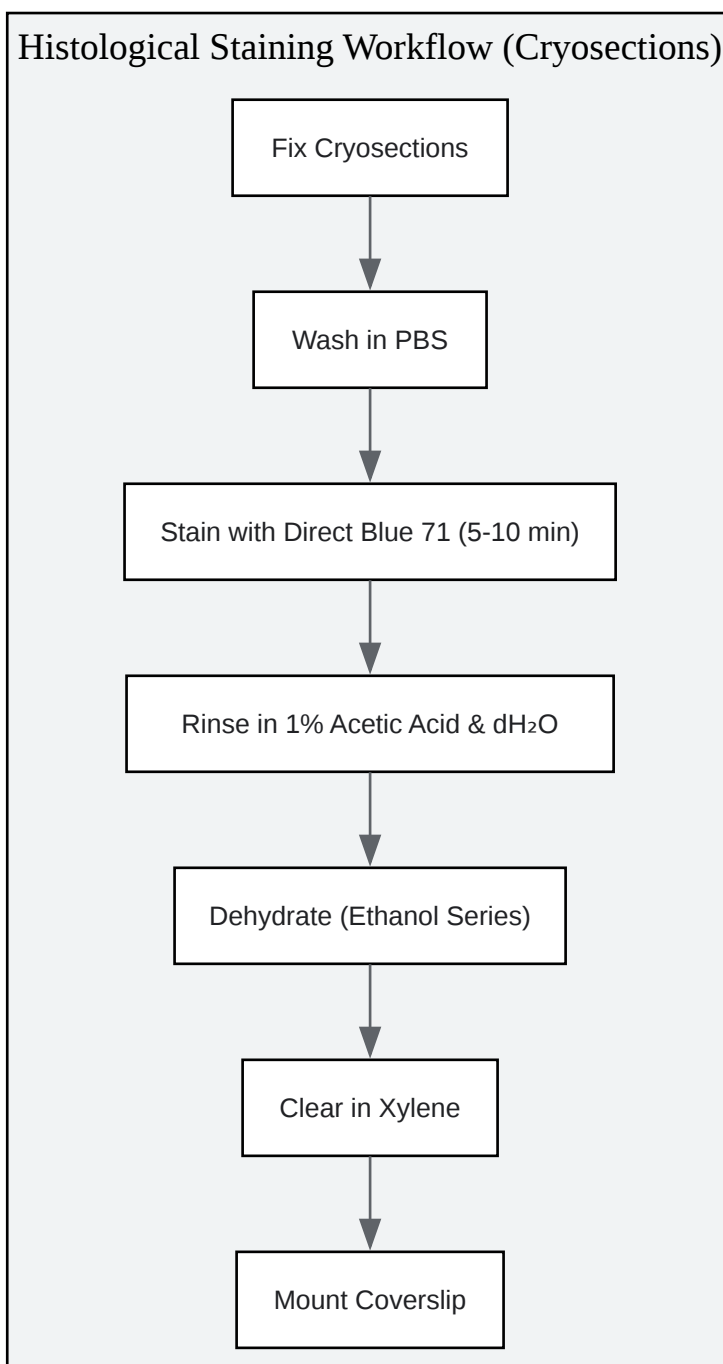 Histological Staining Workflow (Cryosections)
Fix Cryosections
Wash in PBS
Stain with Direct Blue 71 (5-10 min)
Rinse in 1% Acetic Acid & dH₂O
Dehydrate (Ethanol Series)
Clear in Xylene
Mount Coverslip